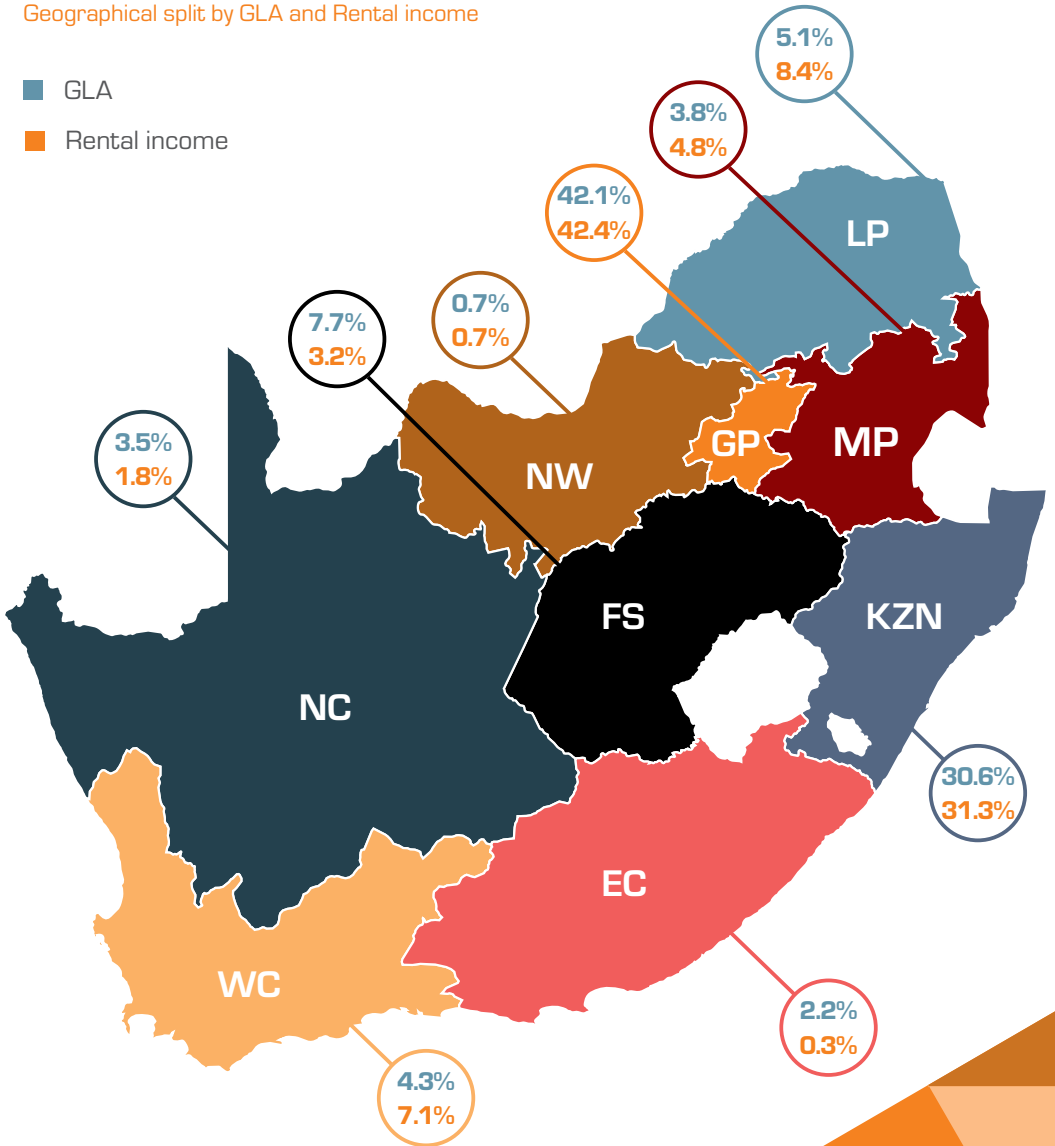 Geographical split by GLA and Rental income
GLA
Rental income
5.1%
8.4%
3.8%
4.8%
42.1%
42.4%
0.7%
0.7%
7.7%
3.2%
3.5%
1.8%
LP
MP
GP
NW
FS
KZN
NC
30.6%
31.3%
EC
WC
2.2%
0.3%
4.3%
7.1%